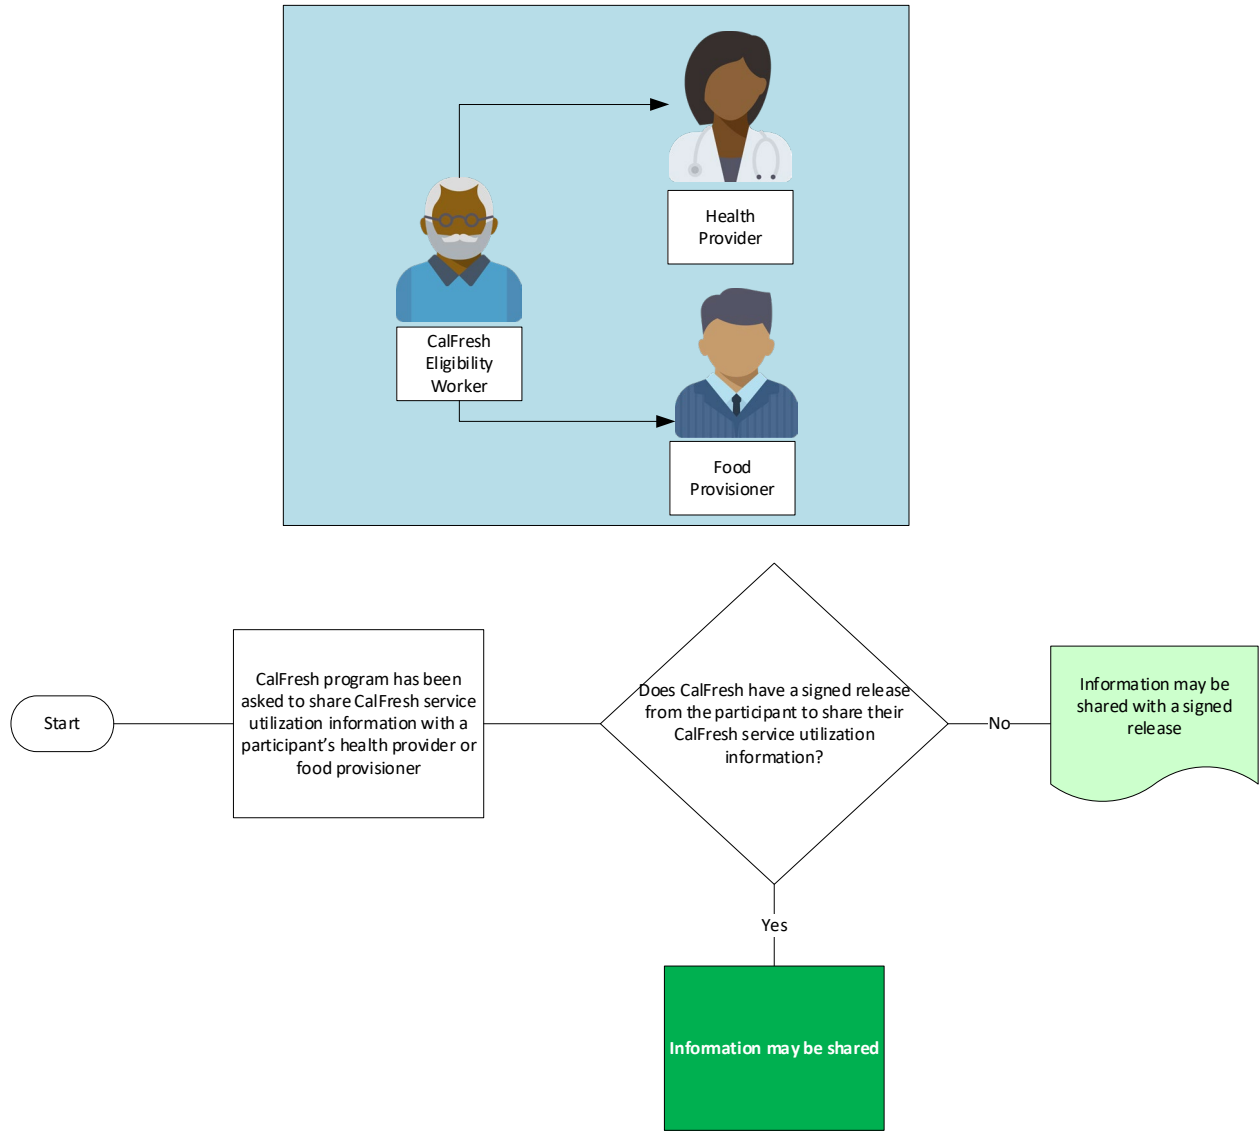 Health
Provider
CalFresh
Eligibility
Worker
Food
Provisioner
Start
CalFresh program has been
asked to share CalFresh service
utilization information with a
participant’s health provider or
food provisioner
Does CalFresh have a signed release
from the participant to share their
CalFresh service utilization
information?
No
Information may be
shared with a signed
release
Yes
Information may be shared